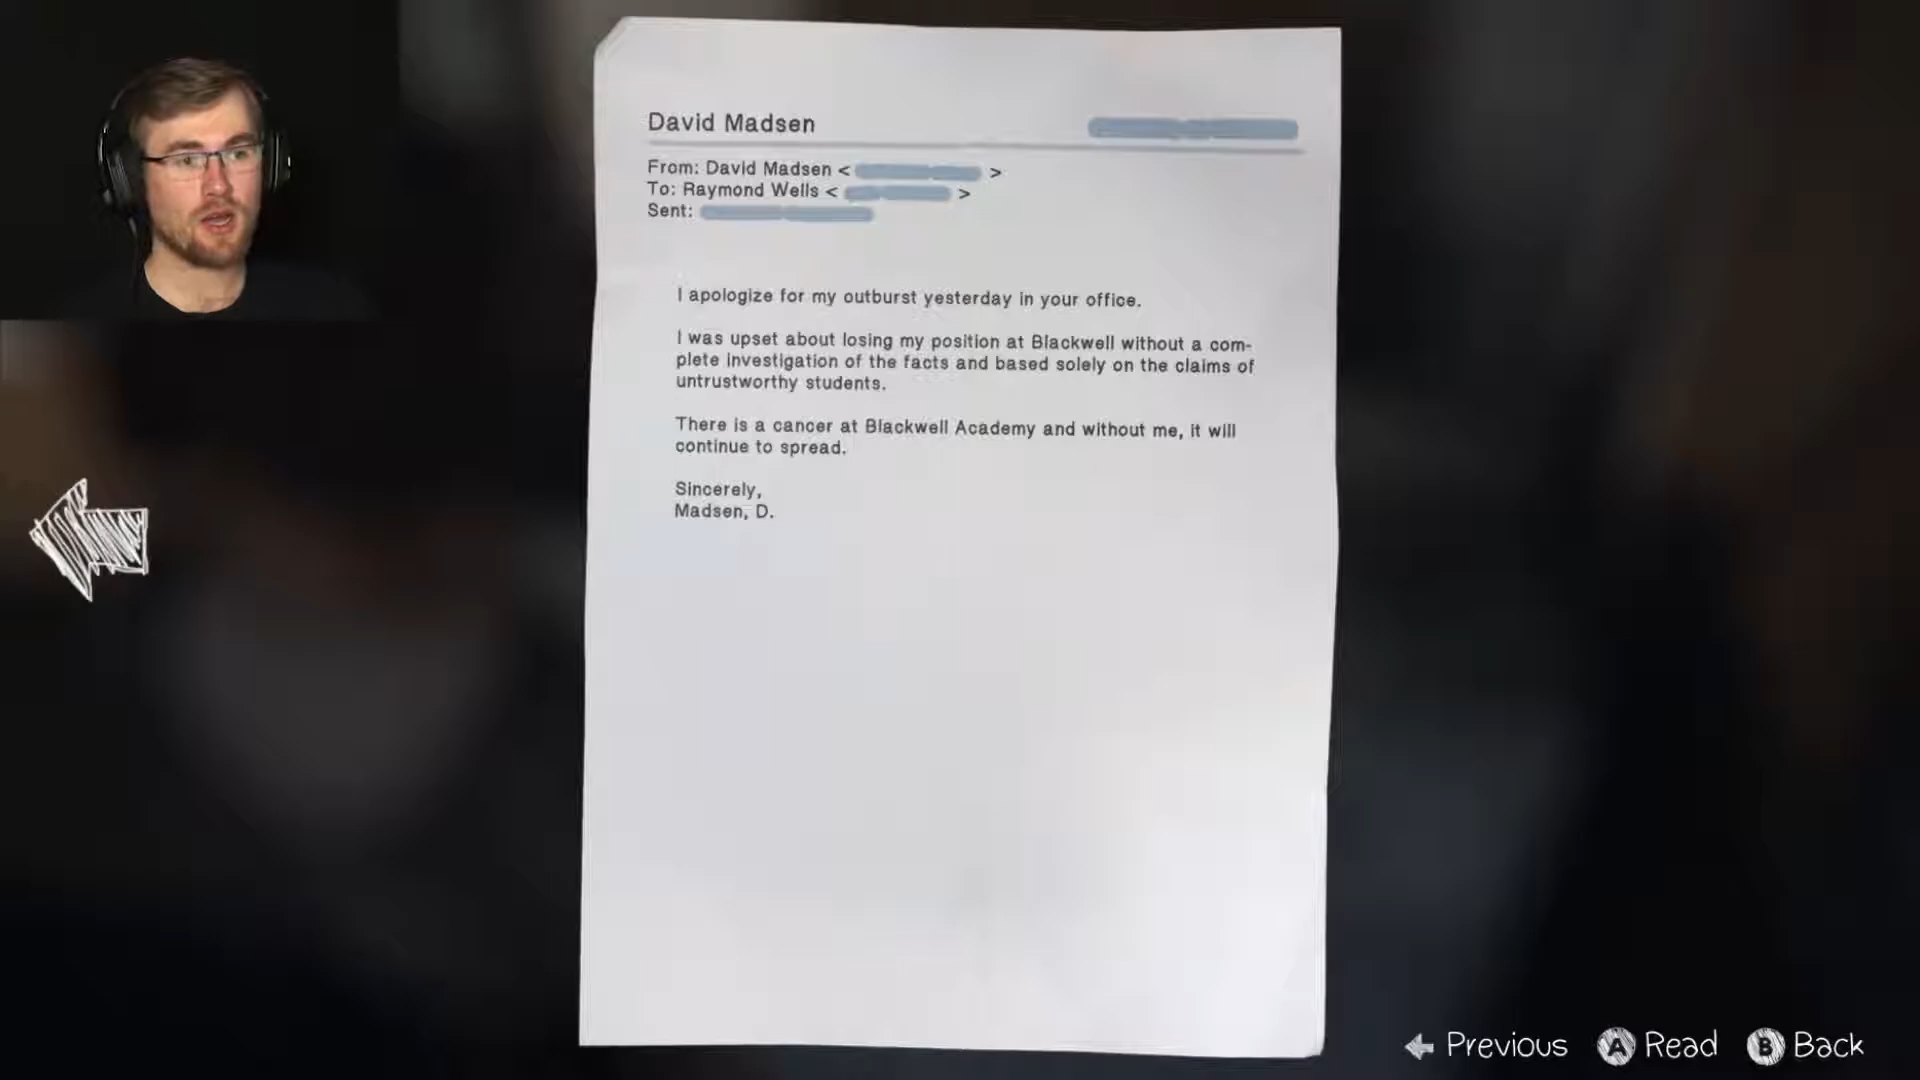 David Madsen
From: David Madsen < >
To: Raymond Wells < >
Sent:
I apologize for my outburst yesterday in your office.
I was upset about losing my position at Blackwell without a com-
plete investigation of the facts and based solely on the claims of
untrustworthy students.
There is a cancer at Blackwell Academy and without me, it will
continue to spread.
Sincerely,
Madsen, D.
Previous A Read B Back